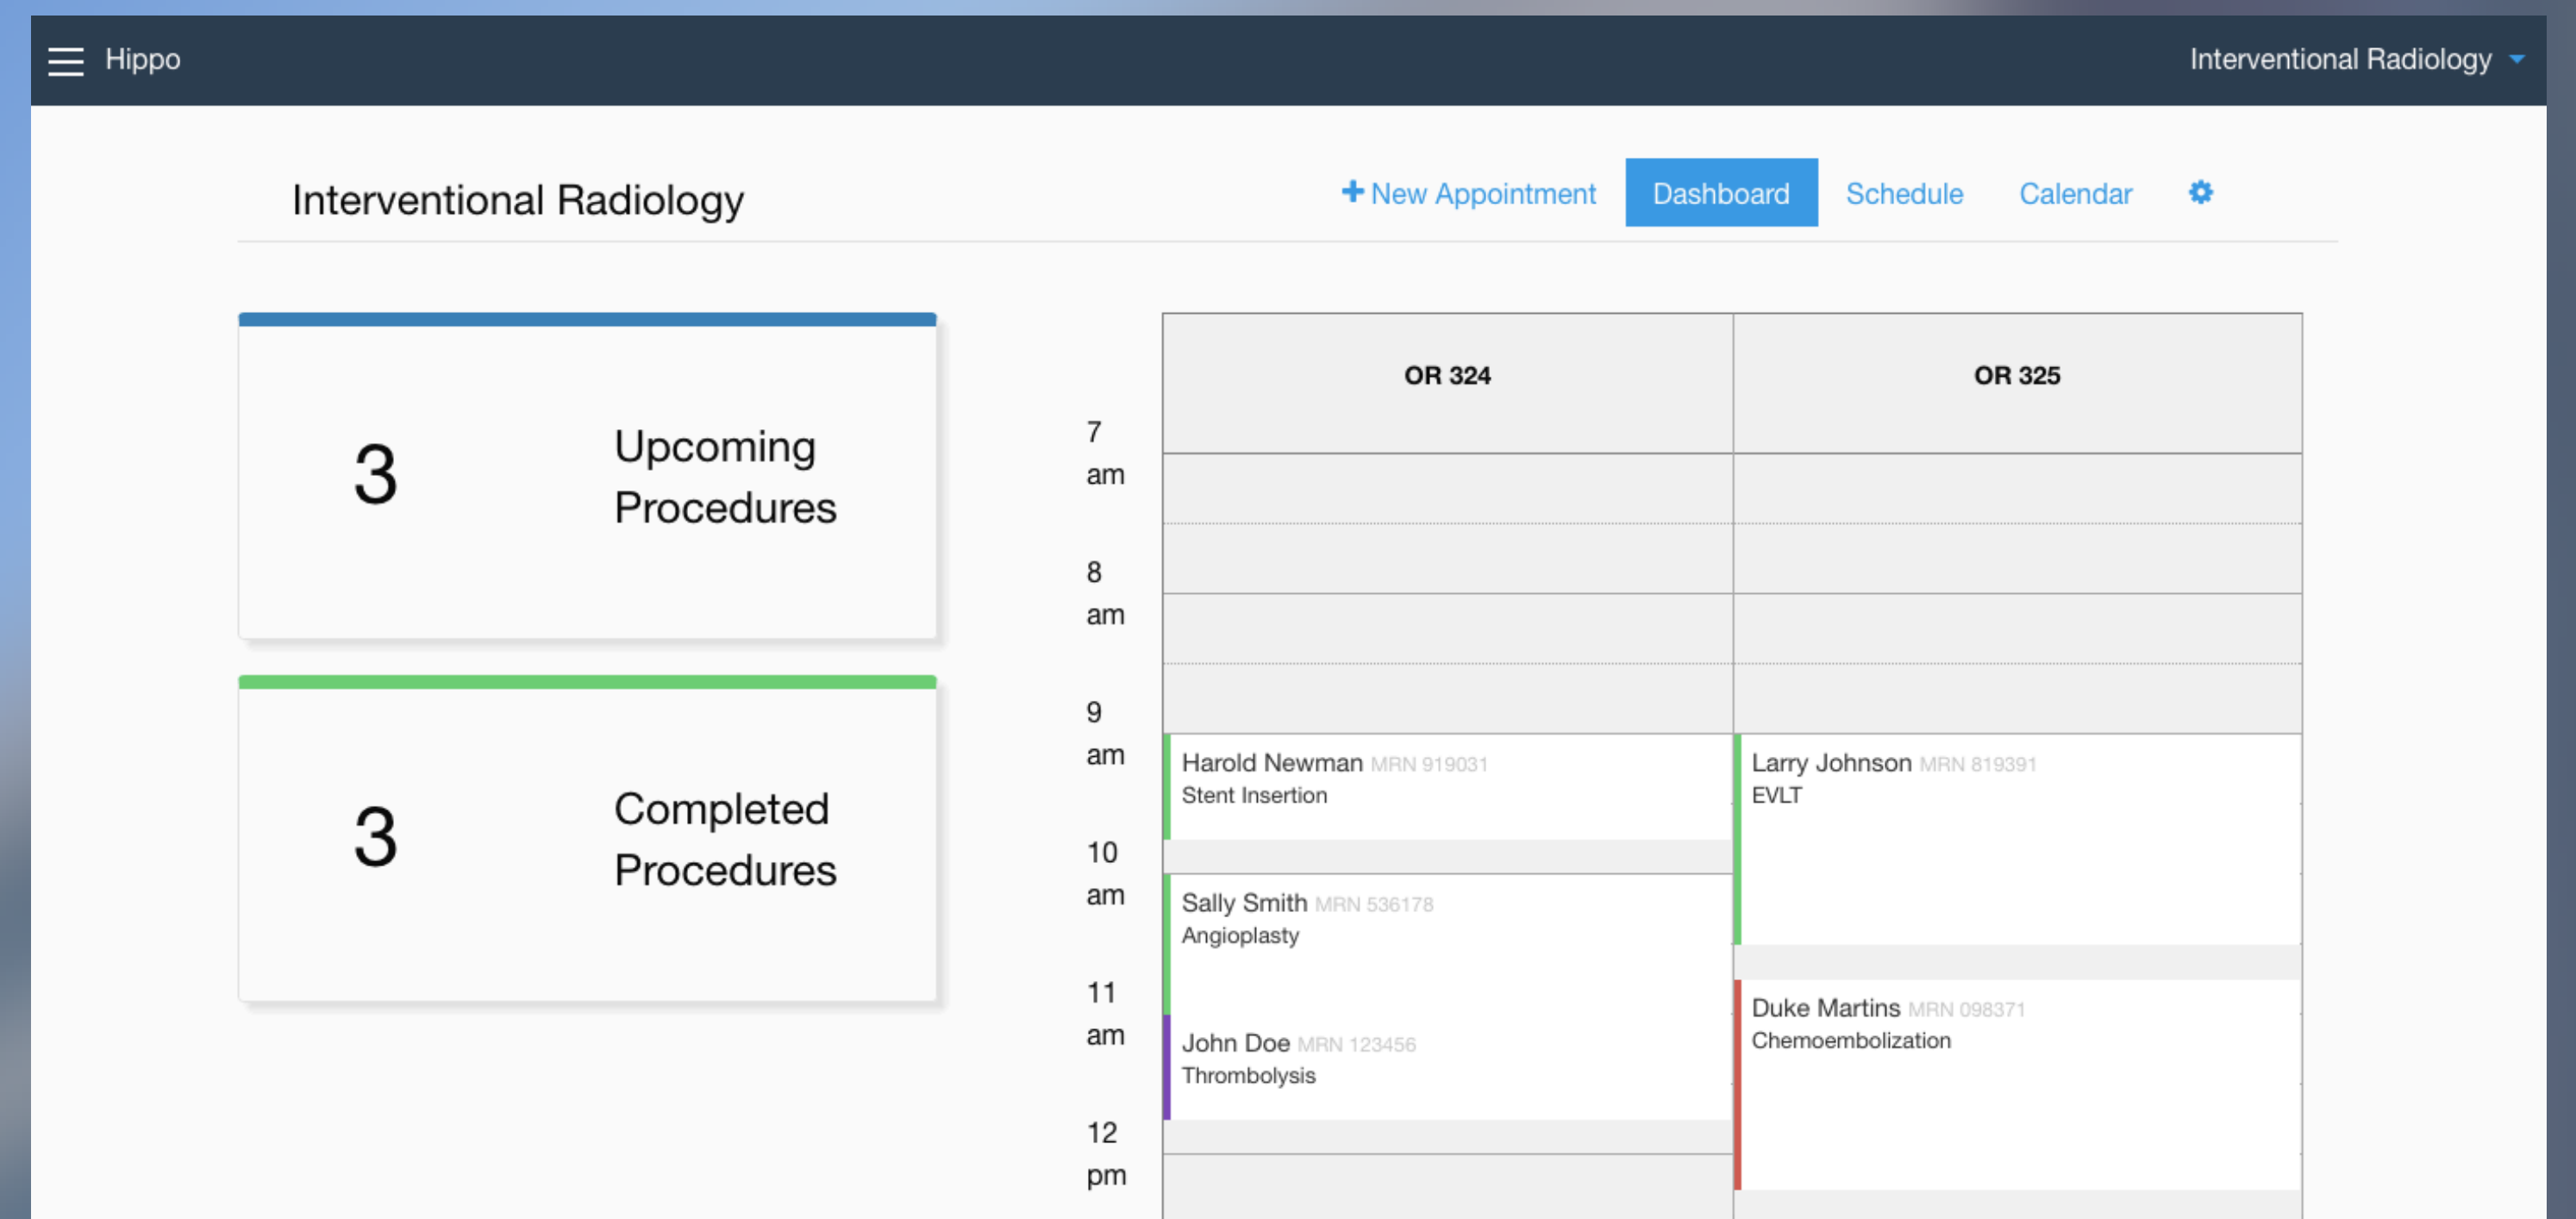 Hippo
Interventional Radiology
Interventional Radiology
New Appointment
Dashboard
Schedule
Calendar
3
Upcoming
Procedures
3
Completed
Procedures
OR 324
OR 325
7
am
8
am
9
am
Harold Newman MRN 919031
Stent Insertion
Larry Johnson MRN 819391
EVLT
10
am
Sally Smith MRN 536178
Angioplasty
11
am
John Doe MRN 123456
Thrombolysis
Duke Martins MRN 098371
Chemoembolization
12
pm